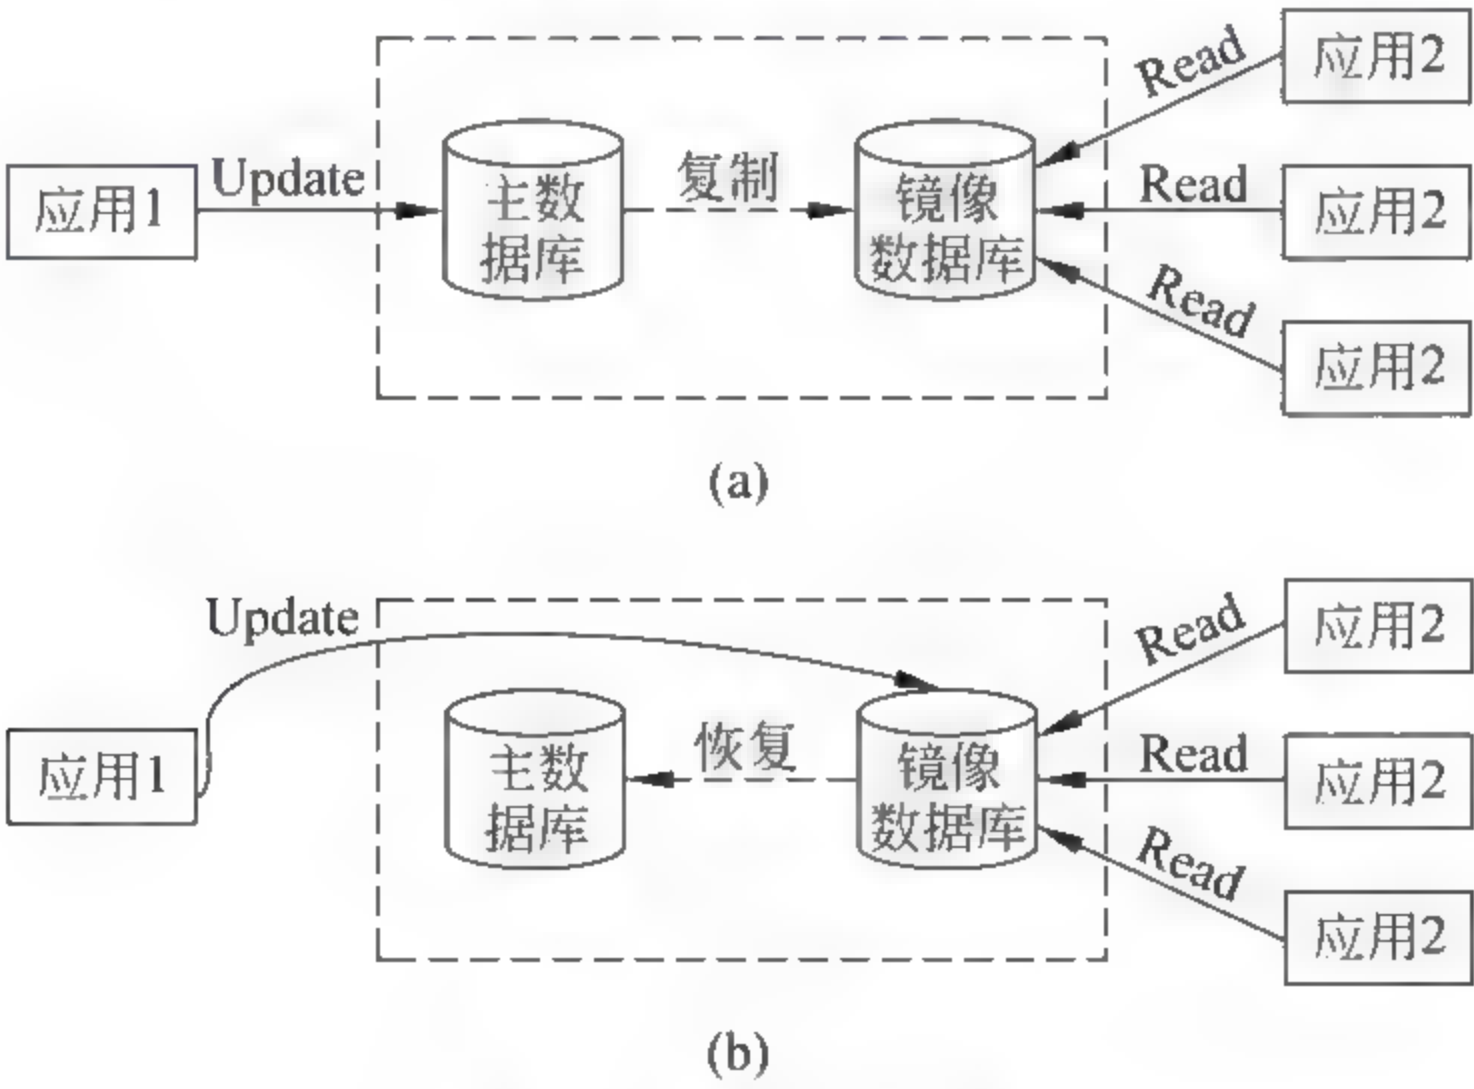 Read
应用2
Update
应用1
主数
据库
复制
镜像
数据库
Read
应用2
Read
应用2
(a)
Update
应用1
主数
据库
恢复
镜像
数据库
Read
应用2
Read
应用2
Read
应用2
(b)